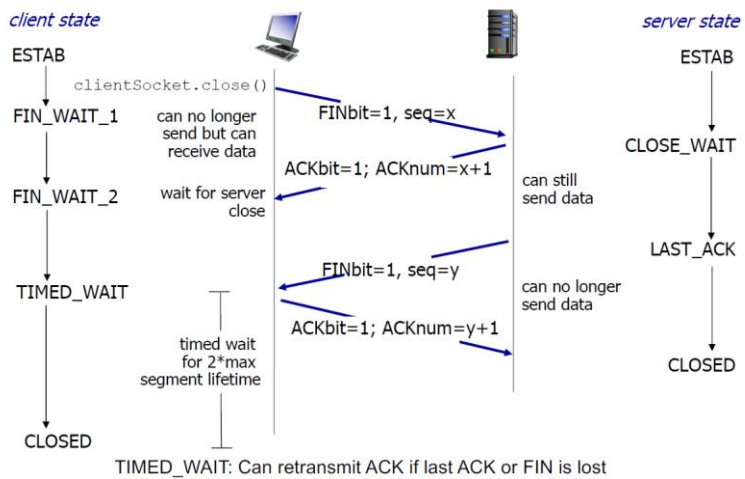 client state
server state
ESTAB
ESTAB
clientSocket.close()
FIN_WAIT_1
can no longer
send but can
receive data
FINbit=1, seq=x
CLOSE_WAIT
ACKbit=1; ACKnum=x+1
FIN_WAIT_2
wait for server
close
can still
send data
LAST_ACK
FINbit=1, seq=y
TIMED_WAIT
can no longer
send data
ACKbit=1; ACKnum=y+1
timed wait
for 2*max
segment lifetime
CLOSED
CLOSED
TIMED_WAIT: Can retransmit ACK if last ACK or FIN is lost